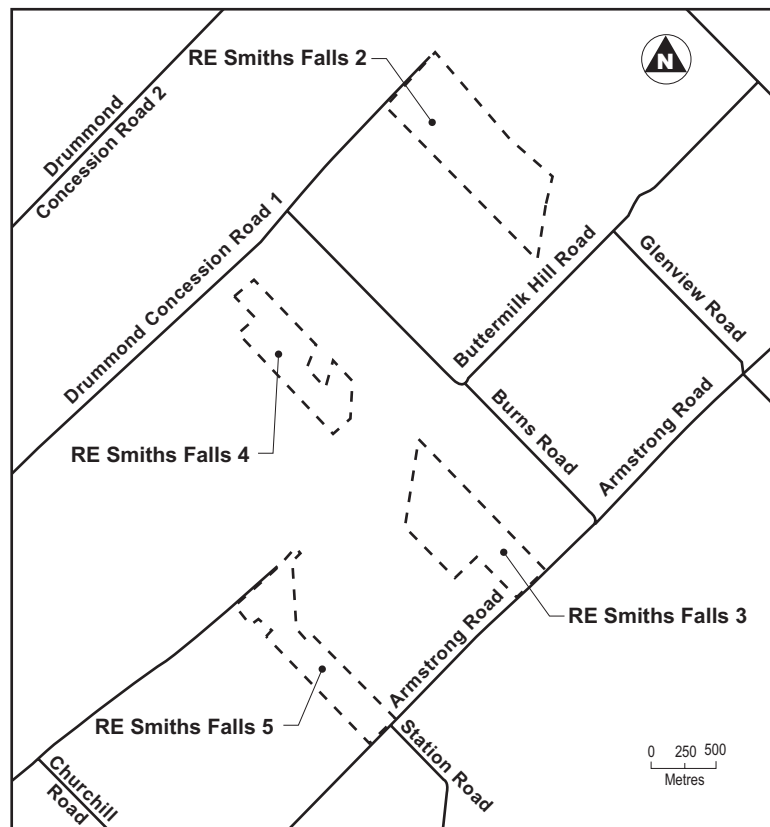 RE Smiths Falls 2
N
Drummond
Concession Road 2
Drummond Concession Road 1
Buttermilk Hill Road
Glenview Road
Burns Road
Armstrong Road
RE Smiths Falls 4
RE Smiths Falls 3
Armstrong Road
RE Smiths Falls 5
Station Road
Churchill
Road
0 250 500
Metres